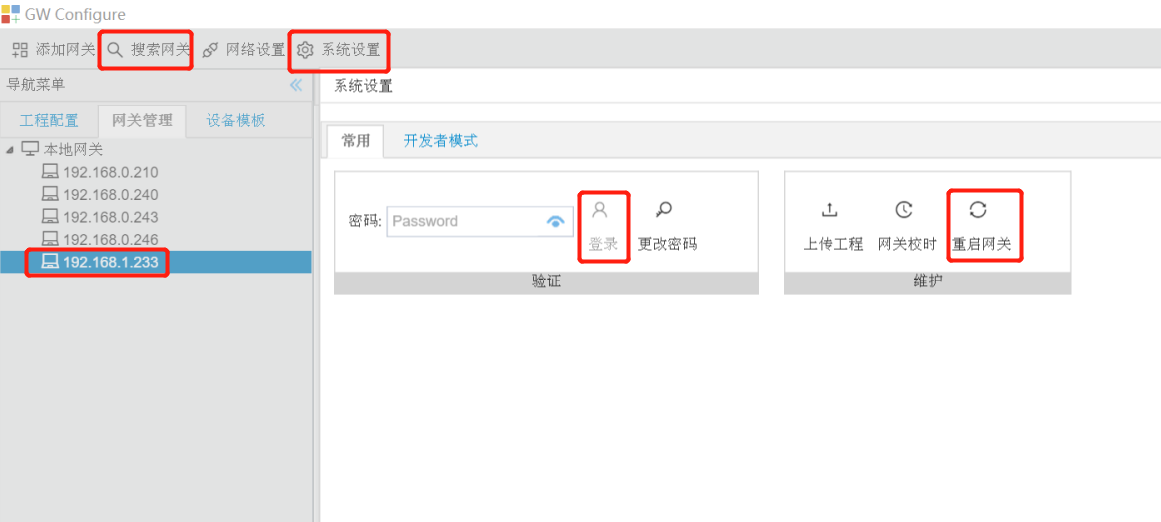 GW Configure
添加网关 搜索网关 网络设置 系统设置
导航菜单
系统设置
工程配置 网关管理 设备模板
常用 开发者模式
本地网关
192.168.0.210
192.168.0.240
192.168.0.243
192.168.0.246
192.168.1.233
密码: Password 登录 更改密码
验证
上传工程 网关校时 重启网关
维护